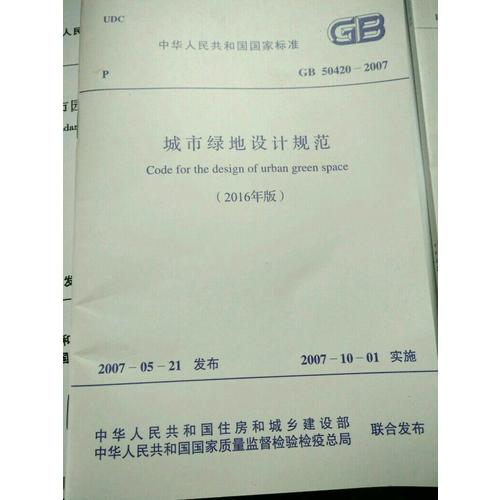 UDC
GB
中华人民共和国国家标准
P
GB 50420-2007
城市绿地设计规范
Code for the design of urban green space
（2016年版）
2007-05-21 发布
2007-10-01 实施
中华人民共和国住房和城乡建设部
中华人民共和国国家质量监督检验检疫总局
联合发布